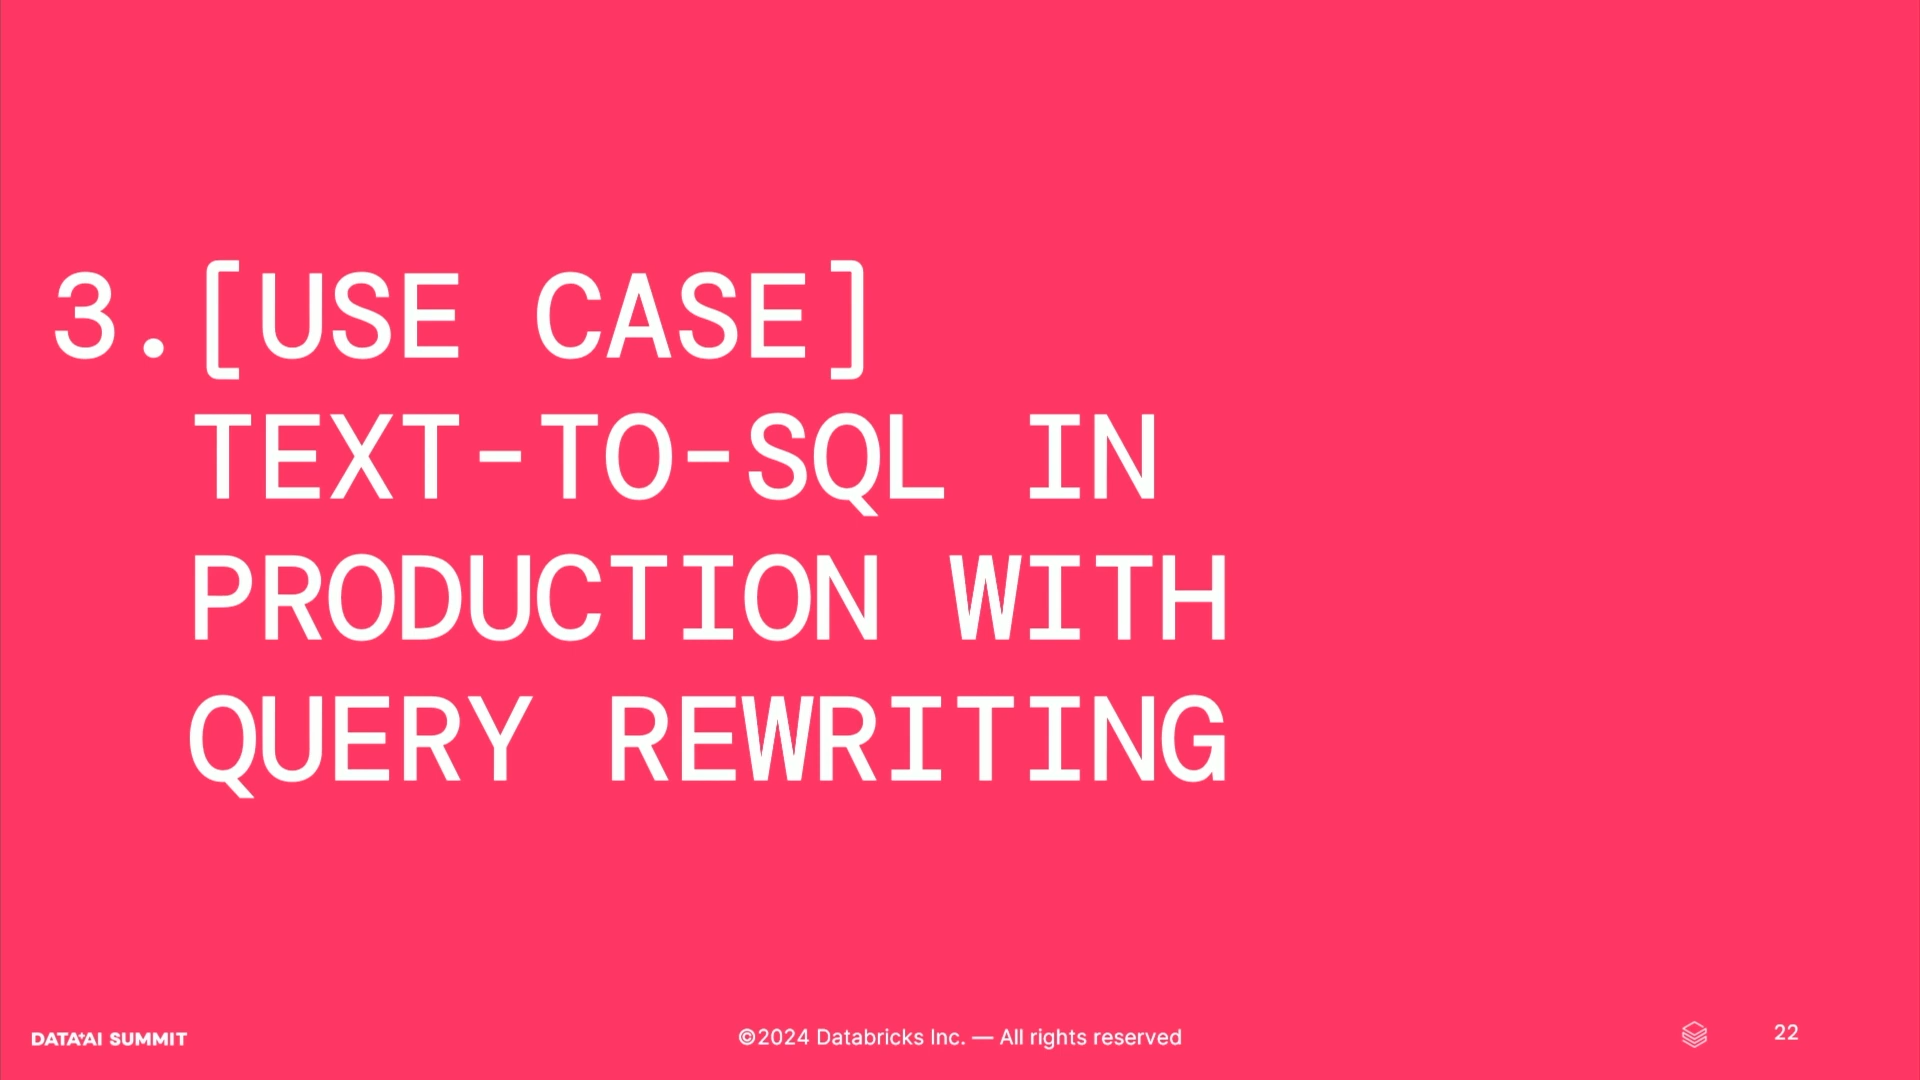 3.[USE CASE]
TEXT-TO-SQL IN
PRODUCTION WITH
QUERY REWRITING
DATA+AI SUMMIT
©2024 Databricks Inc. — All rights reserved
22